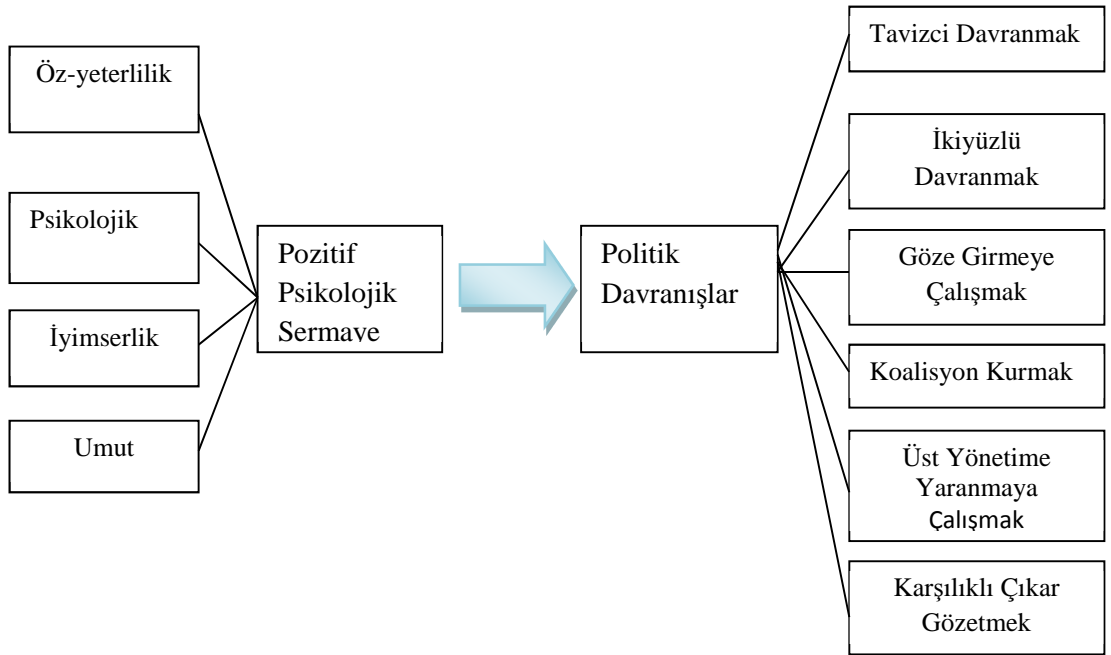 Öz-yeterlilik
Psikolojik
İyimserlik
Umut
Pozitif
Psikolojik
Sermaye
Politik
Davranışlar
Tavizci Davranmak
İkiyüzlü
Davranmak
Göze Girmeye
Çalışmak
Koalisyon Kurmak
Üst Yönetime
Yaranmaya
Çalışmak
Karşılıklı Çıkar
Gözetmek